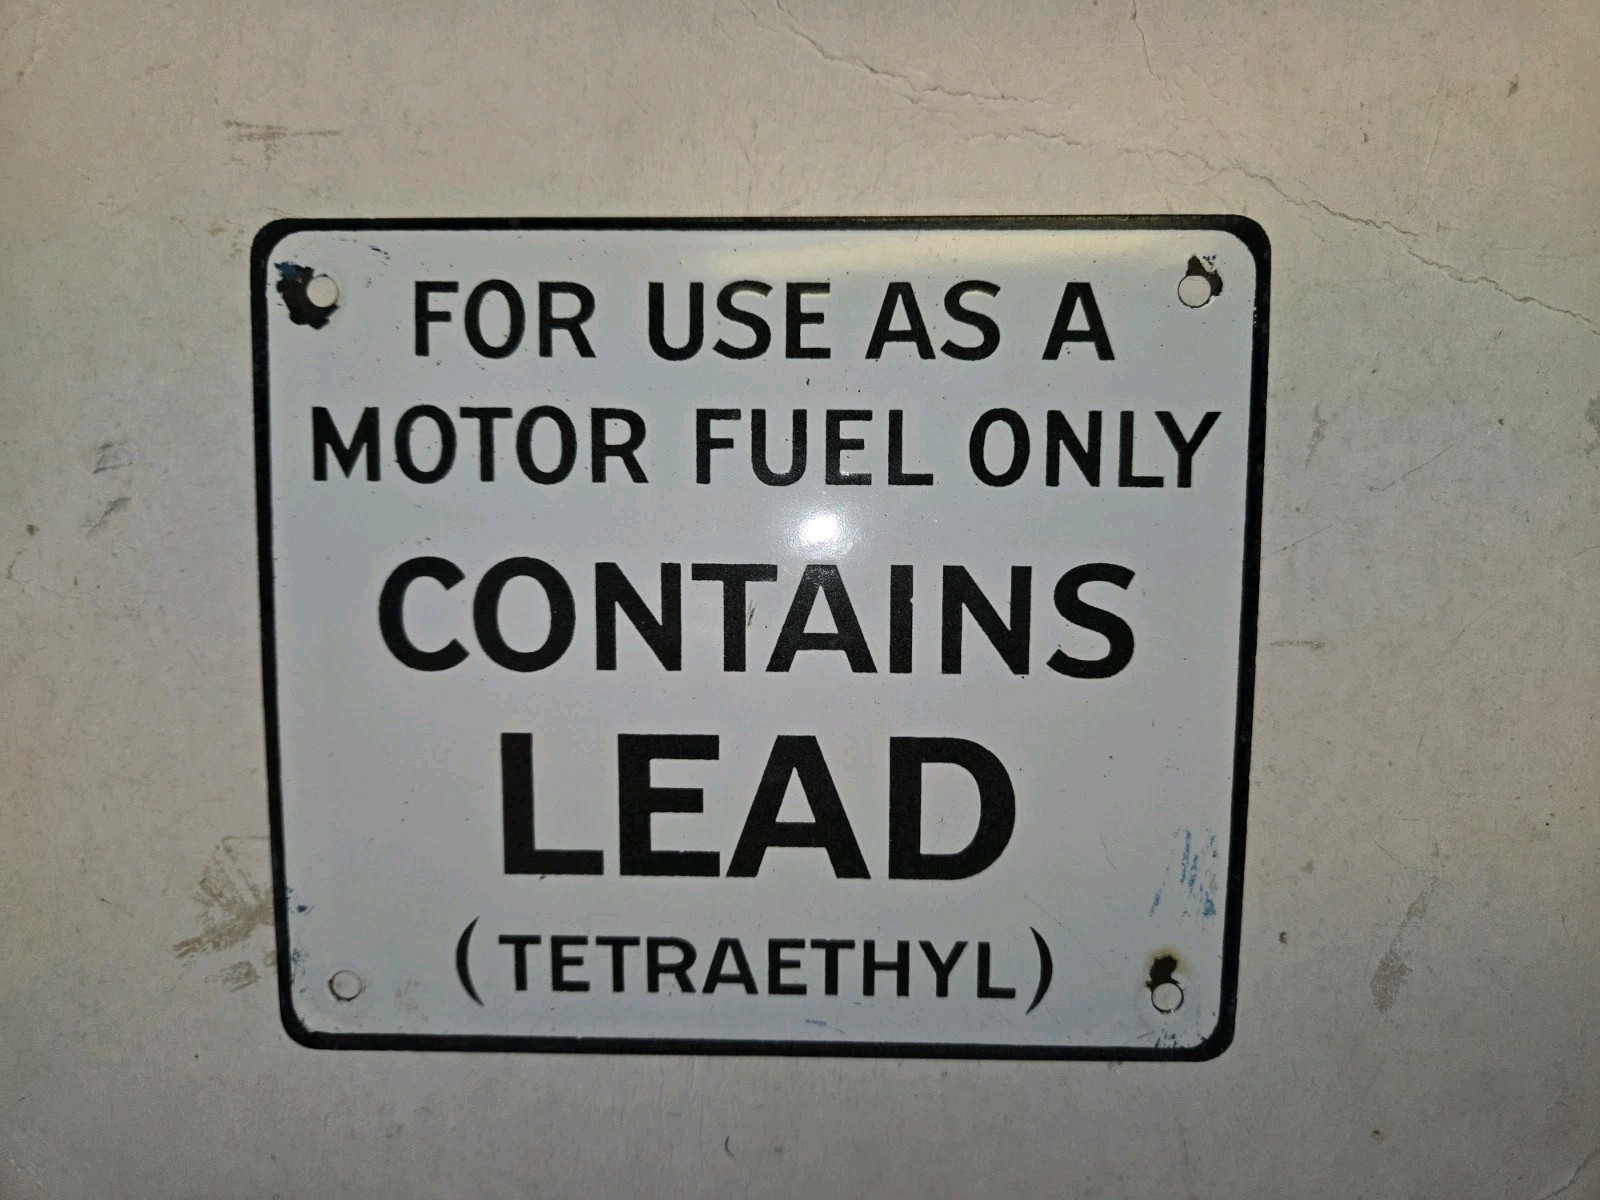 FOR USE AS A
MOTOR FUEL ONLY
CONTAINS
LEAD
(TETRAETHYL)